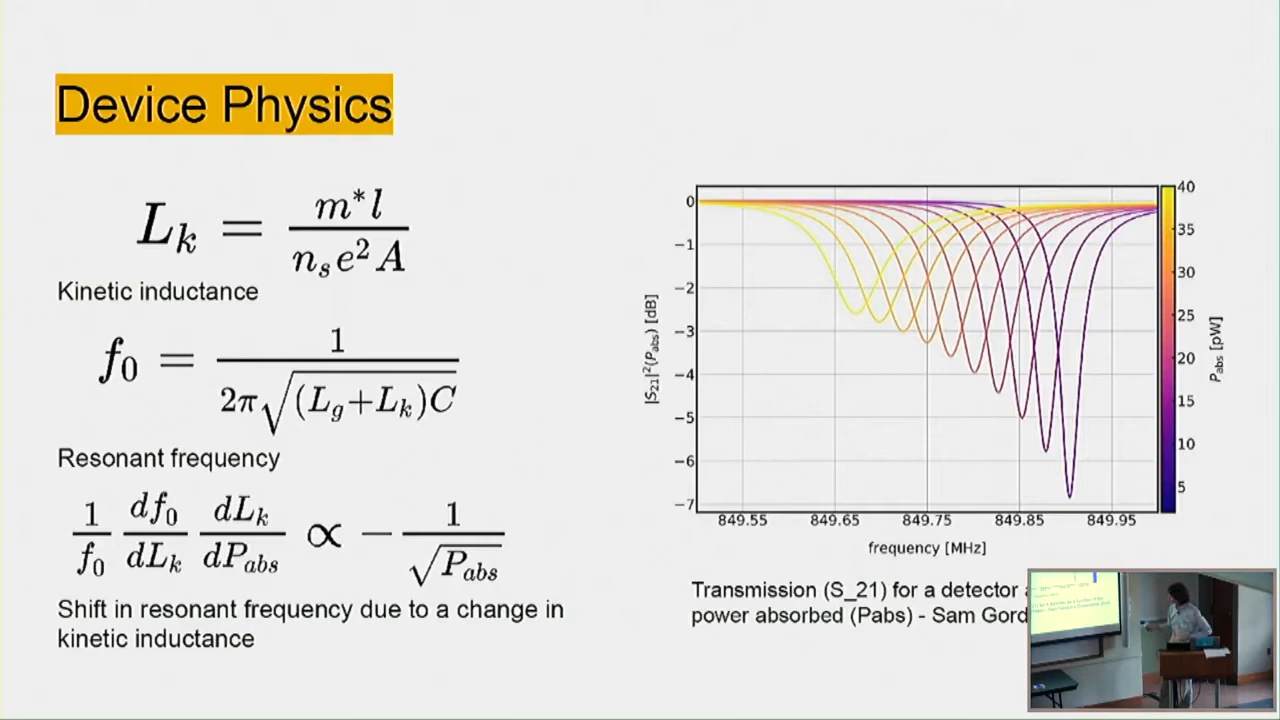 Device Physics
L_k = m* l / n_s e² A
Kinetic inductance
f_0 = 1 / 2π√((L_g+L_k)C)
Resonant frequency
1/f_0 df_0/dL_k dL_k/dP_abs ∝ − 1/√P_abs
Shift in resonant frequency due to a change in
kinetic inductance
|S_21|²(P_abs) [dB]
0
−1
−2
−3
−4
−5
−6
−7
849.55 849.65 849.75 849.85 849.95
frequency [MHz]
40
35
30
25
20
15
10
5
P_abs [pW]
Transmission (S_21) for a detector
power absorbed (Pabs) - Sam Gord